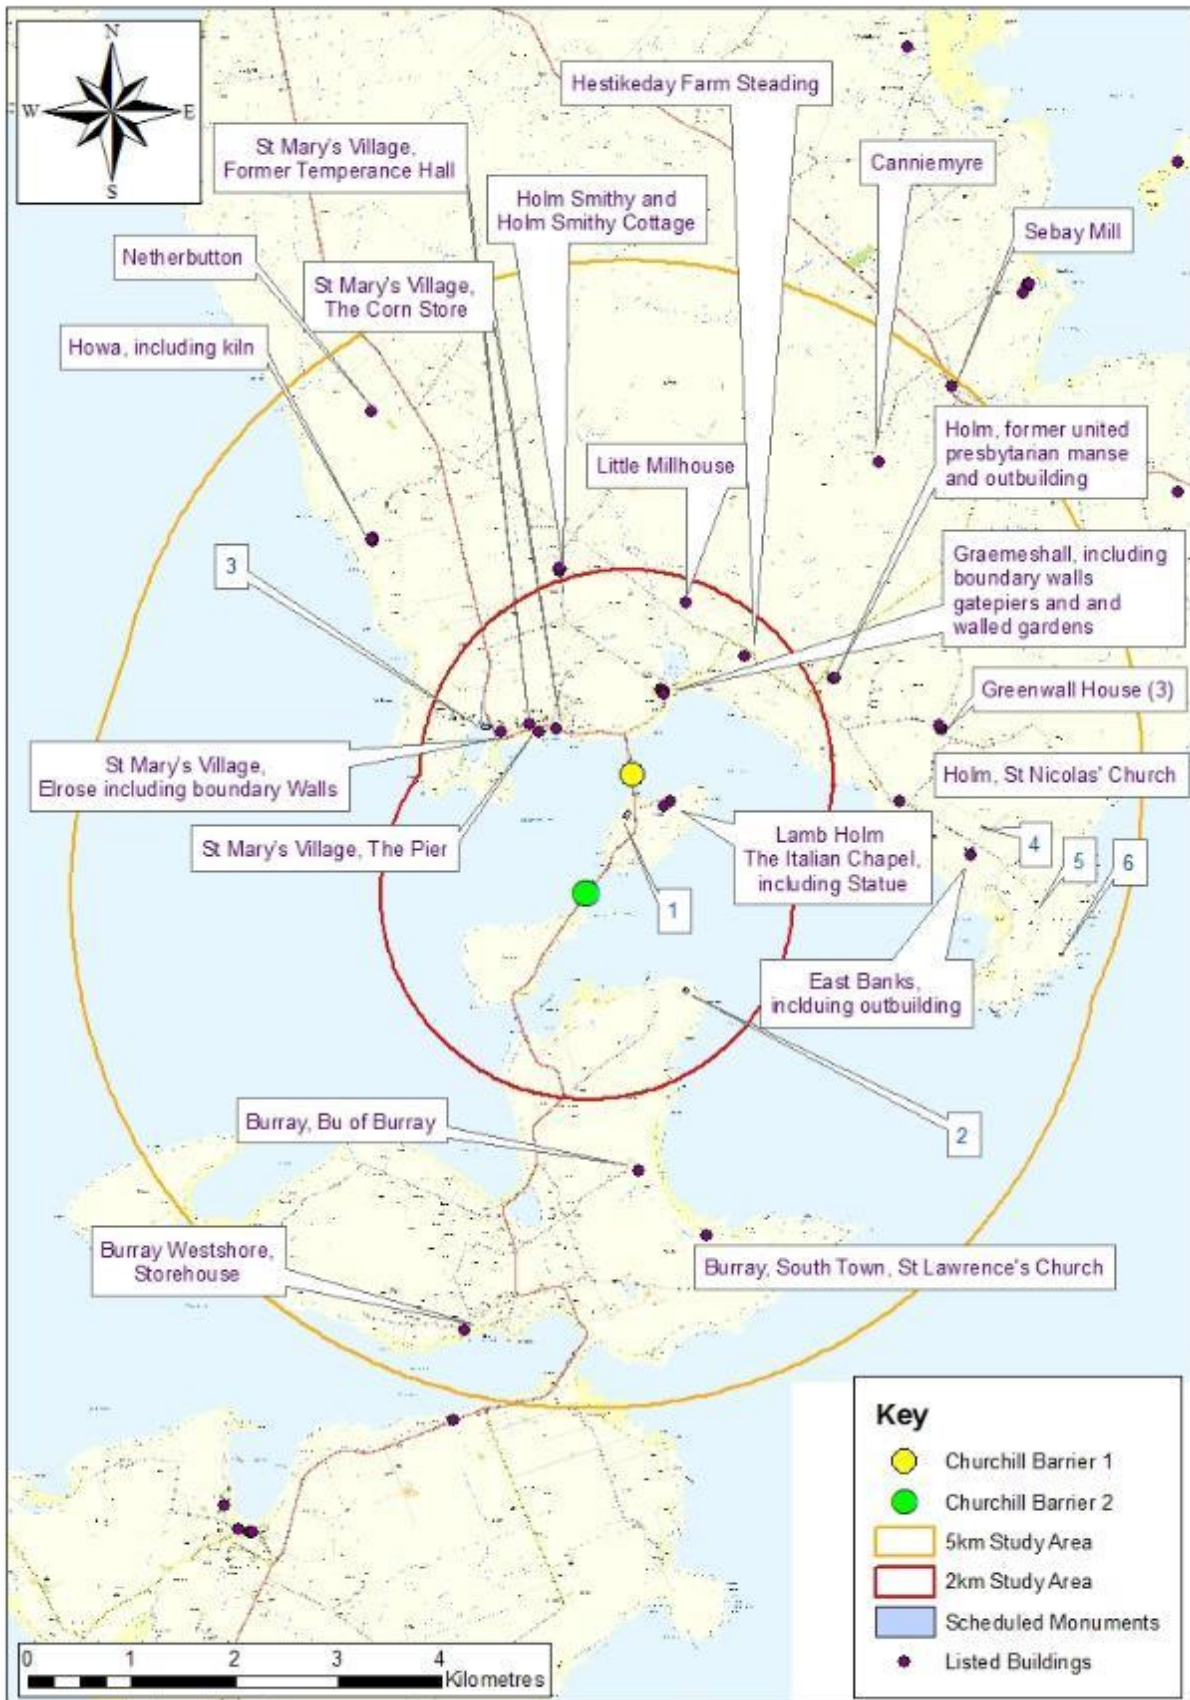 N
W
E
S
Hestikeday Farm Steading
St Mary's Village,
Former Temperance Hall
Canniemyre
Holm Smithy and
Holm Smithy Cottage
Sebay Mill
Netherbutton
St Mary's Village,
The Corn Store
Howa, including kiln
Holm, former united
presbytarian manse
and outbuilding
Little Millhouse
Graemeshall, including
boundary walls
gatepiers and and
walled gardens
3
Greenwall House (3)
St Mary's Village,
Elrose including boundary Walls
Holm, St Nicolas' Church
St Mary's Village, The Pier
Lamb Holm
The Italian Chapel,
including Statue
4
5
6
1
East Banks,
inclduing outbuilding
Burray, Bu of Burray
2
Burray Westshore,
Storehouse
Burray, South Town, St Lawrence's Church
Key
Churchill Barrier 1
Churchill Barrier 2
5km Study Area
2km Study Area
Scheduled Monuments
Listed Buildings
0 1 2 3 4
Kilometres